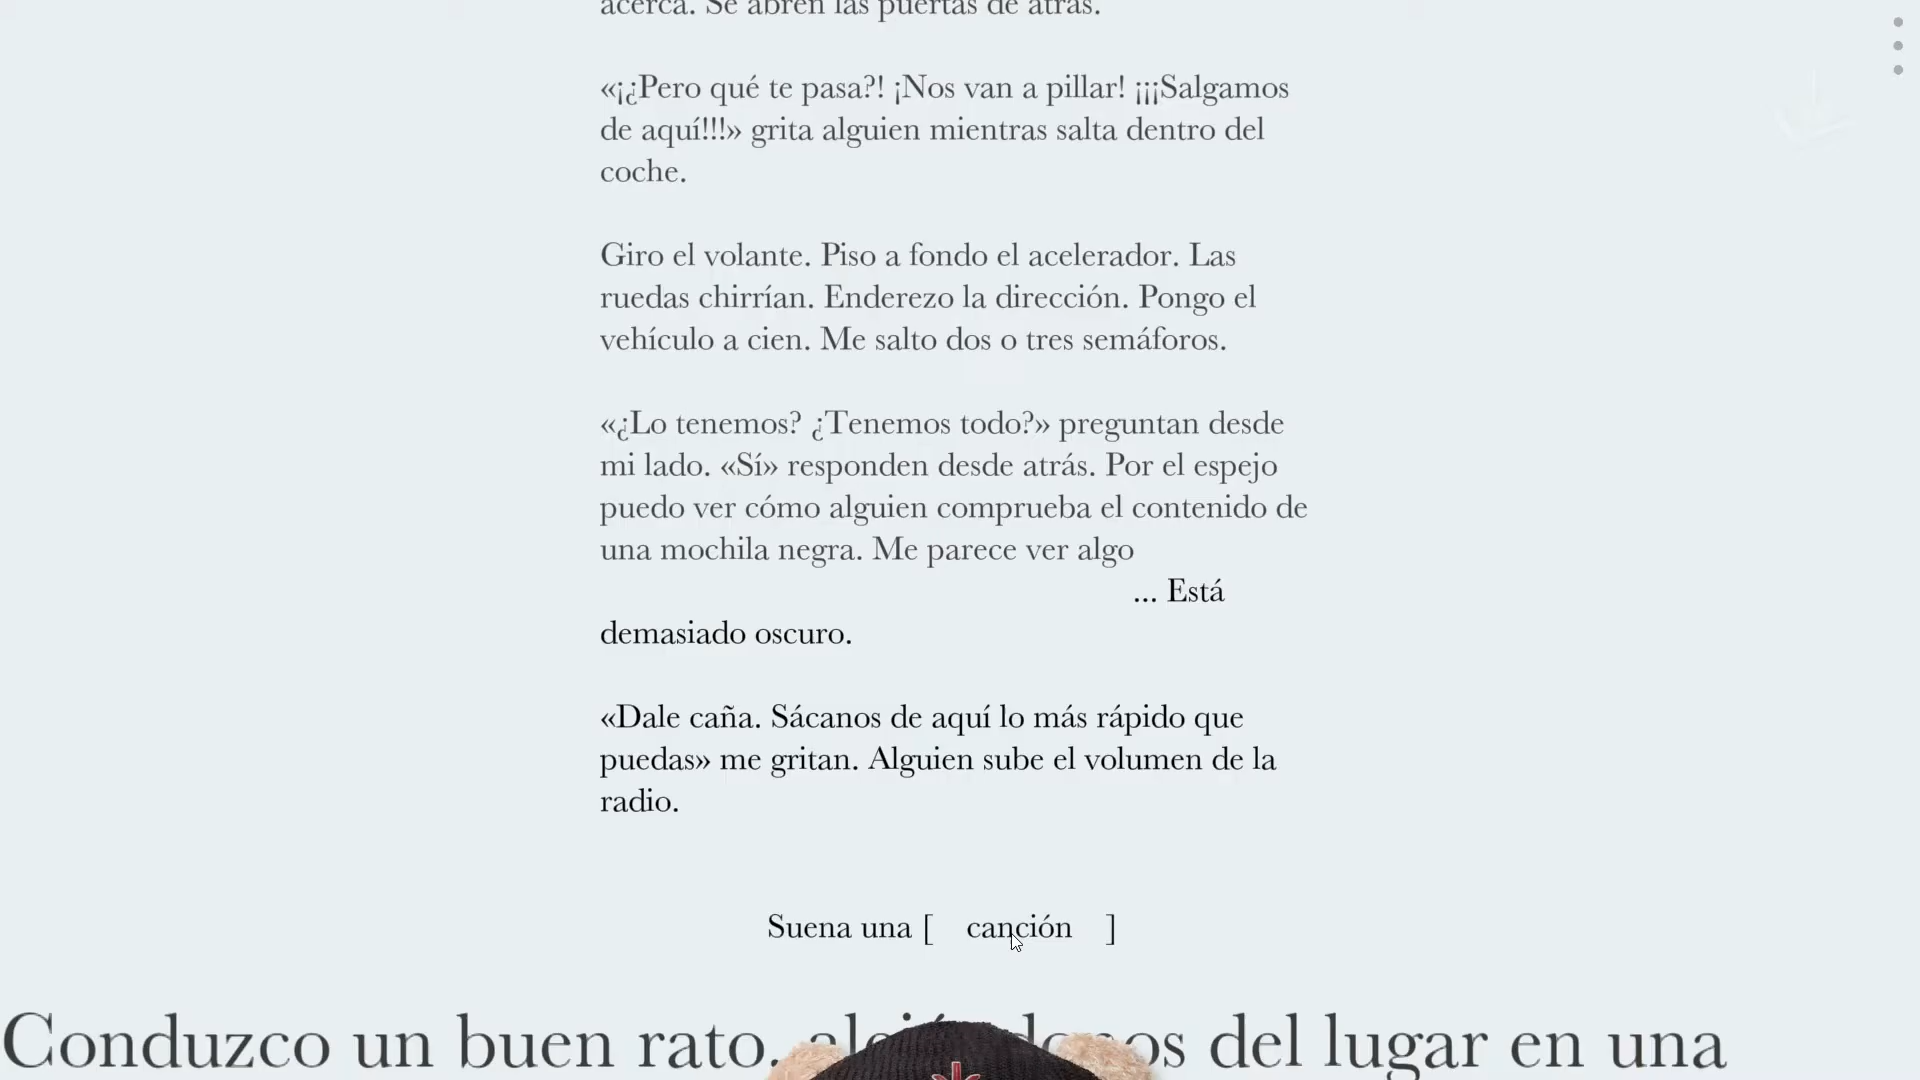 acerca. Se abren las puertas de atrás.
«¡¿Pero qué te pasa?! ¡Nos van a pillar! ¡¡¡Salgamos
de aquí!!!» grita alguien mientras salta dentro del
coche.
Giro el volante. Piso a fondo el acelerador. Las
ruedas chirrían. Enderezo la dirección. Pongo el
vehículo a cien. Me salto dos o tres semáforos.
«¿Lo tenemos? ¿Tenemos todo?» preguntan desde
mi lado. «Sí» responden desde atrás. Por el espejo
puedo ver cómo alguien comprueba el contenido de
una mochila negra. Me parece ver algo
... Está
demasiado oscuro.
«Dale caña. Sácanos de aquí lo más rápido que
puedas» me gritan. Alguien sube el volumen de la
radio.
Suena una [ canción ]
Conduzco un buen rato, del lugar en una